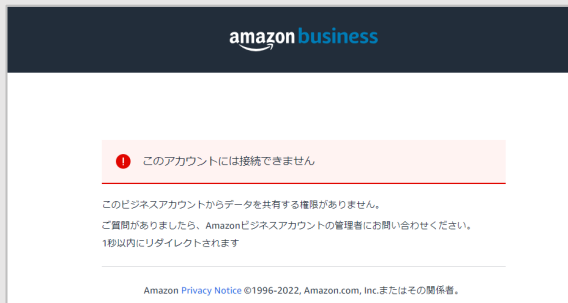 amazon business
このアカウントには接続できません
このビジネスアカウントからデータを共有する権限がありません。
ご質問がありましたら、Amazonビジネスアカウントの管理者にお問い合わせください。
1秒以内にリダイレクトされます
Amazon Privacy Notice ©1996-2022, Amazon.com, Inc.またはその関係者。